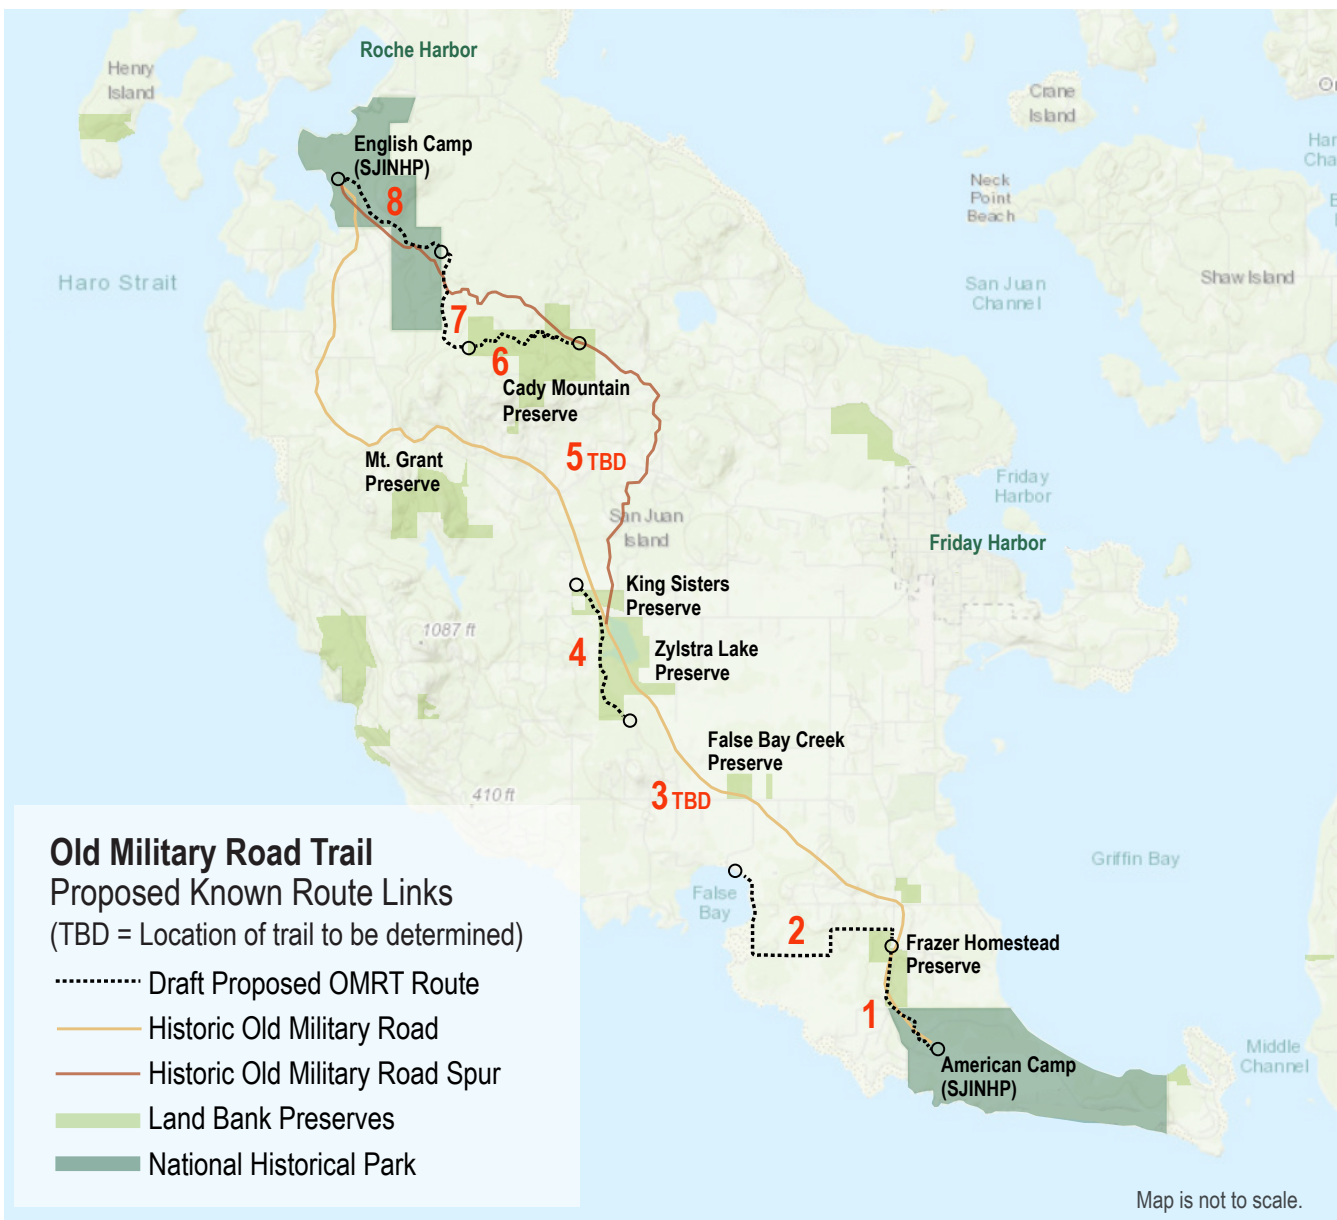 Roche Harbor
Henry
Island
English Camp
(SJINHP)
8
Crane
Island
Neck
Point
Beach
Haro Strait
San Juan
Channel
Shaw Island
7
6
Cady Mountain
Preserve
5 TBD
Mt. Grant
Preserve
San Juan
Island
Friday
Harbor
Friday Harbor
King Sisters
Preserve
1087 ft
4
Zylstra Lake
Preserve
False Bay Creek
Preserve
3 TBD
410 ft
Griffin Bay
False
Bay
2
Frazer Homestead
Preserve
1
American Camp
(SJINHP)
Middle
Channel
Old Military Road Trail
Proposed Known Route Links
(TBD = Location of trail to be determined)
Draft Proposed OMRT Route
Historic Old Military Road
Historic Old Military Road Spur
Land Bank Preserves
National Historical Park
Map is not to scale.